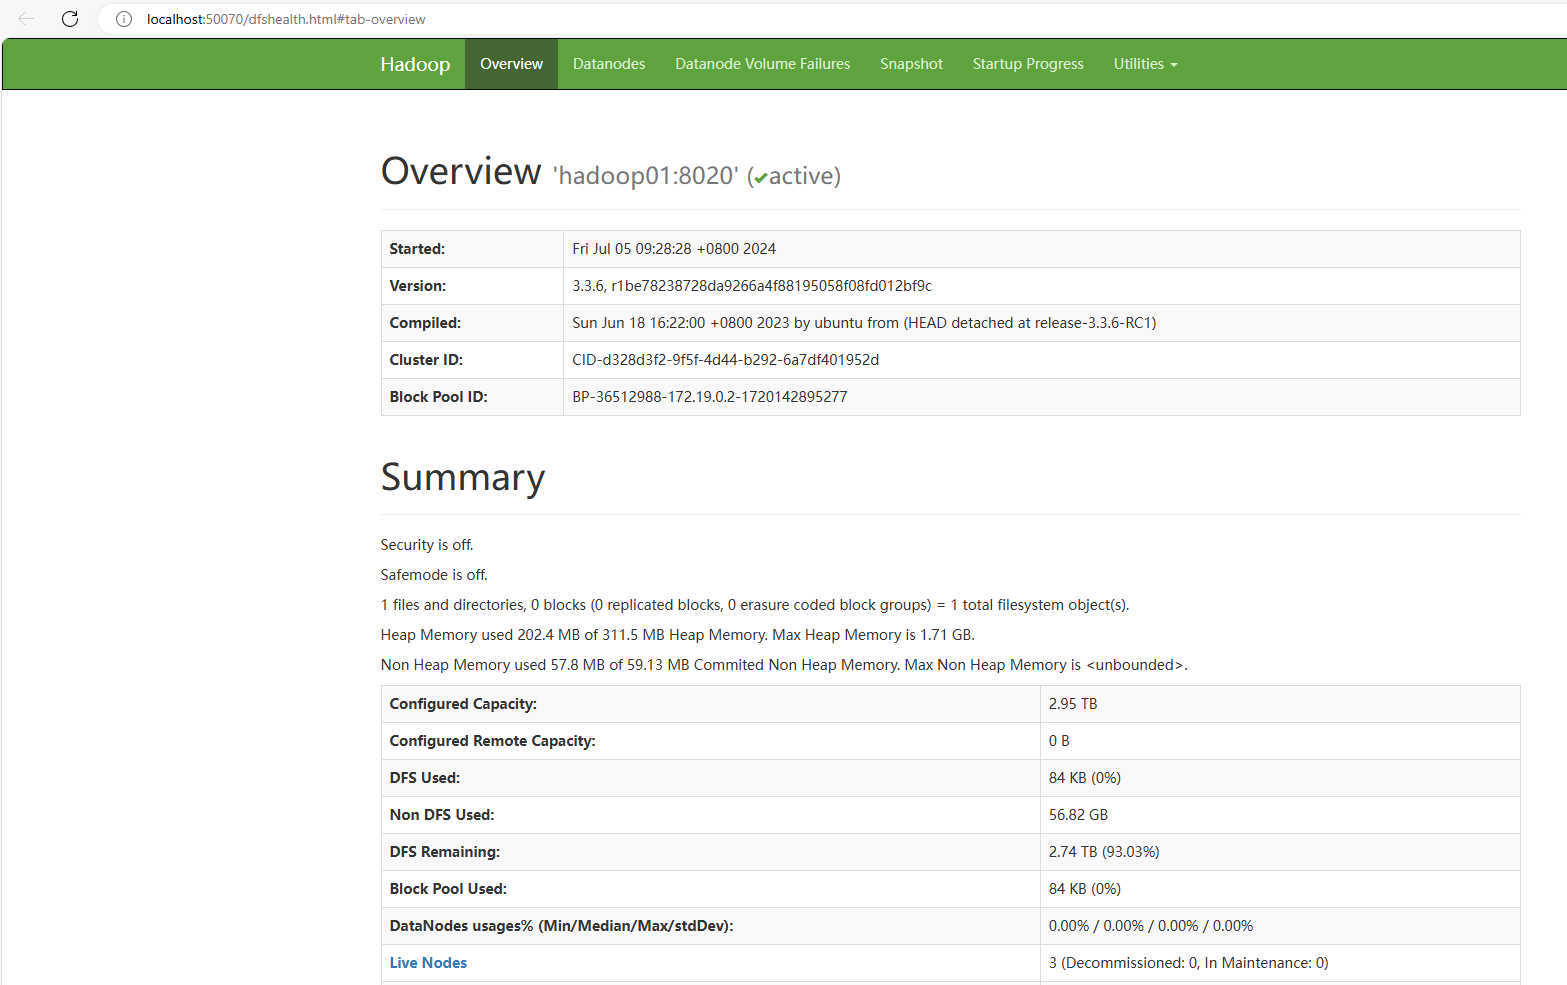 localhost:50070/dfshealth.html#tab-overview
Hadoop Overview Datanodes Datanode Volume Failures Snapshot Startup Progress Utilities
Overview 'hadoop01:8020' (✔active)
Started: Fri Jul 05 09:28:28 +0800 2024
Version: 3.3.6, r1be78238728da9266a4f88195058f08fd012bf9c
Compiled: Sun Jun 18 16:22:00 +0800 2023 by ubuntu from (HEAD detached at release-3.3.6-RC1)
Cluster ID: CID-d328d3f2-9f5f-4d44-b292-6a7df401952d
Block Pool ID: BP-36512988-172.19.0.2-1720142895277
Summary
Security is off.
Safemode is off.
1 files and directories, 0 blocks (0 replicated blocks, 0 erasure coded block groups) = 1 total filesystem object(s).
Heap Memory used 202.4 MB of 311.5 MB Heap Memory. Max Heap Memory is 1.71 GB.
Non Heap Memory used 57.8 MB of 59.13 MB Commited Non Heap Memory. Max Non Heap Memory is <unbounded>.
Configured Capacity: 2.95 TB
Configured Remote Capacity: 0 B
DFS Used: 84 KB (0%)
Non DFS Used: 56.82 GB
DFS Remaining: 2.74 TB (93.03%)
Block Pool Used: 84 KB (0%)
DataNodes usages% (Min/Median/Max/stdDev): 0.00% / 0.00% / 0.00% / 0.00%
Live Nodes 3 (Decommissioned: 0, In Maintenance: 0)